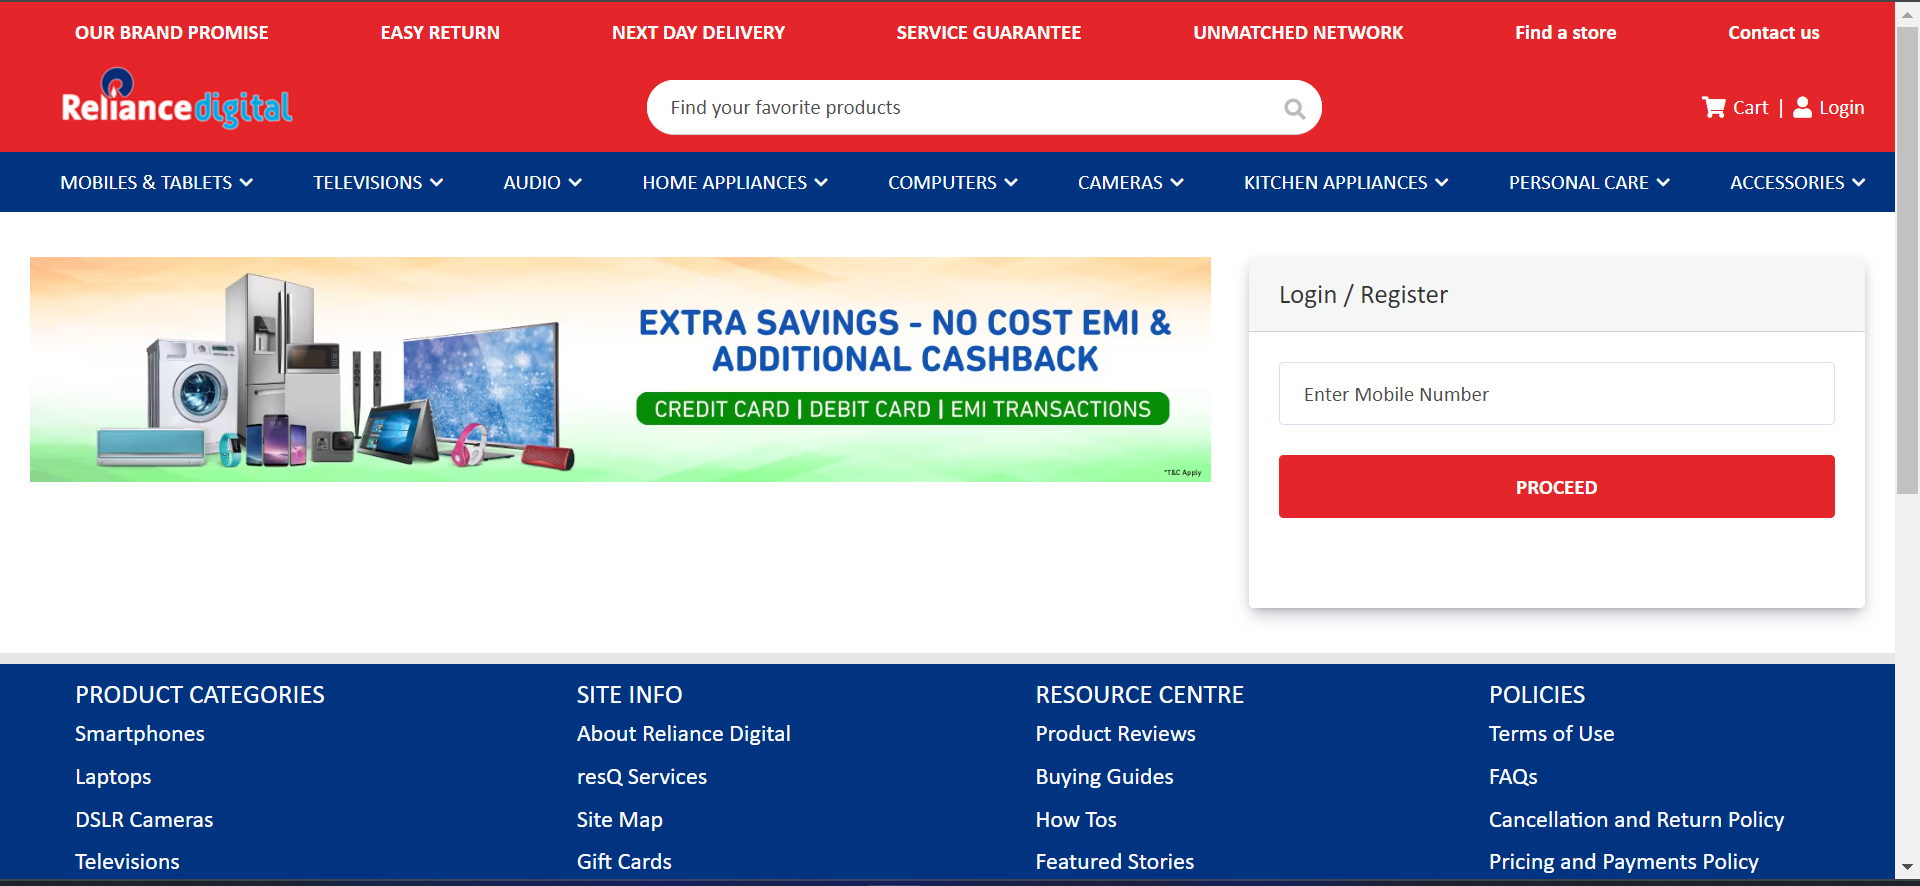 OUR BRAND PROMISE EASY RETURN NEXT DAY DELIVERY SERVICE GUARANTEE UNMATCHED NETWORK Find a store Contact us
Reliance digital
Find your favorite products
Cart | Login
MOBILES & TABLETS TELEVISIONS AUDIO HOME APPLIANCES COMPUTERS CAMERAS KITCHEN APPLIANCES PERSONAL CARE ACCESSORIES
EXTRA SAVINGS - NO COST EMI &
ADDITIONAL CASHBACK
CREDIT CARD | DEBIT CARD | EMI TRANSACTIONS
*T&C Apply
Login / Register
Enter Mobile Number
PROCEED
PRODUCT CATEGORIES
Smartphones
Laptops
DSLR Cameras
Televisions
SITE INFO
About Reliance Digital
resQ Services
Site Map
Gift Cards
RESOURCE CENTRE
Product Reviews
Buying Guides
How Tos
Featured Stories
POLICIES
Terms of Use
FAQs
Cancellation and Return Policy
Pricing and Payments Policy